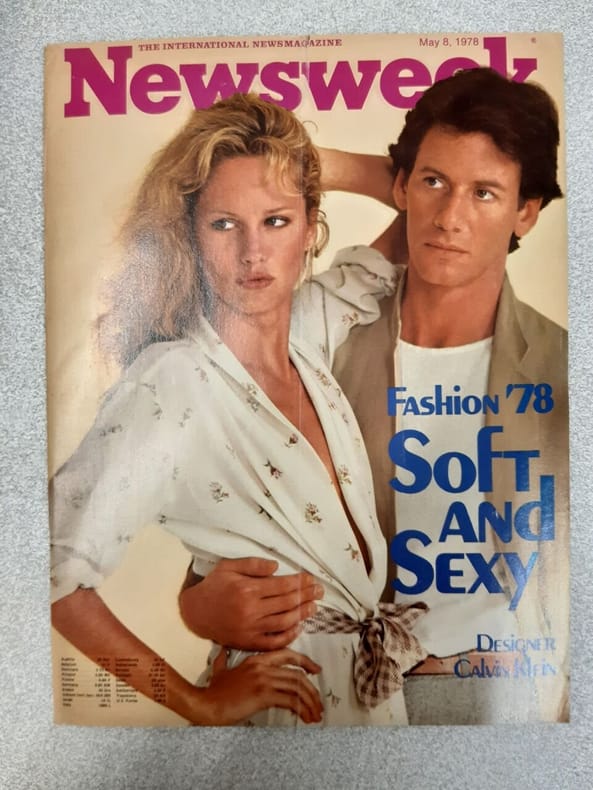 THE INTERNATIONAL NEWSMAGAZINE
May 8, 1978
Newsweek
®
Fashion '78
Soft
and
Sexy
Designer
Calvin Klein